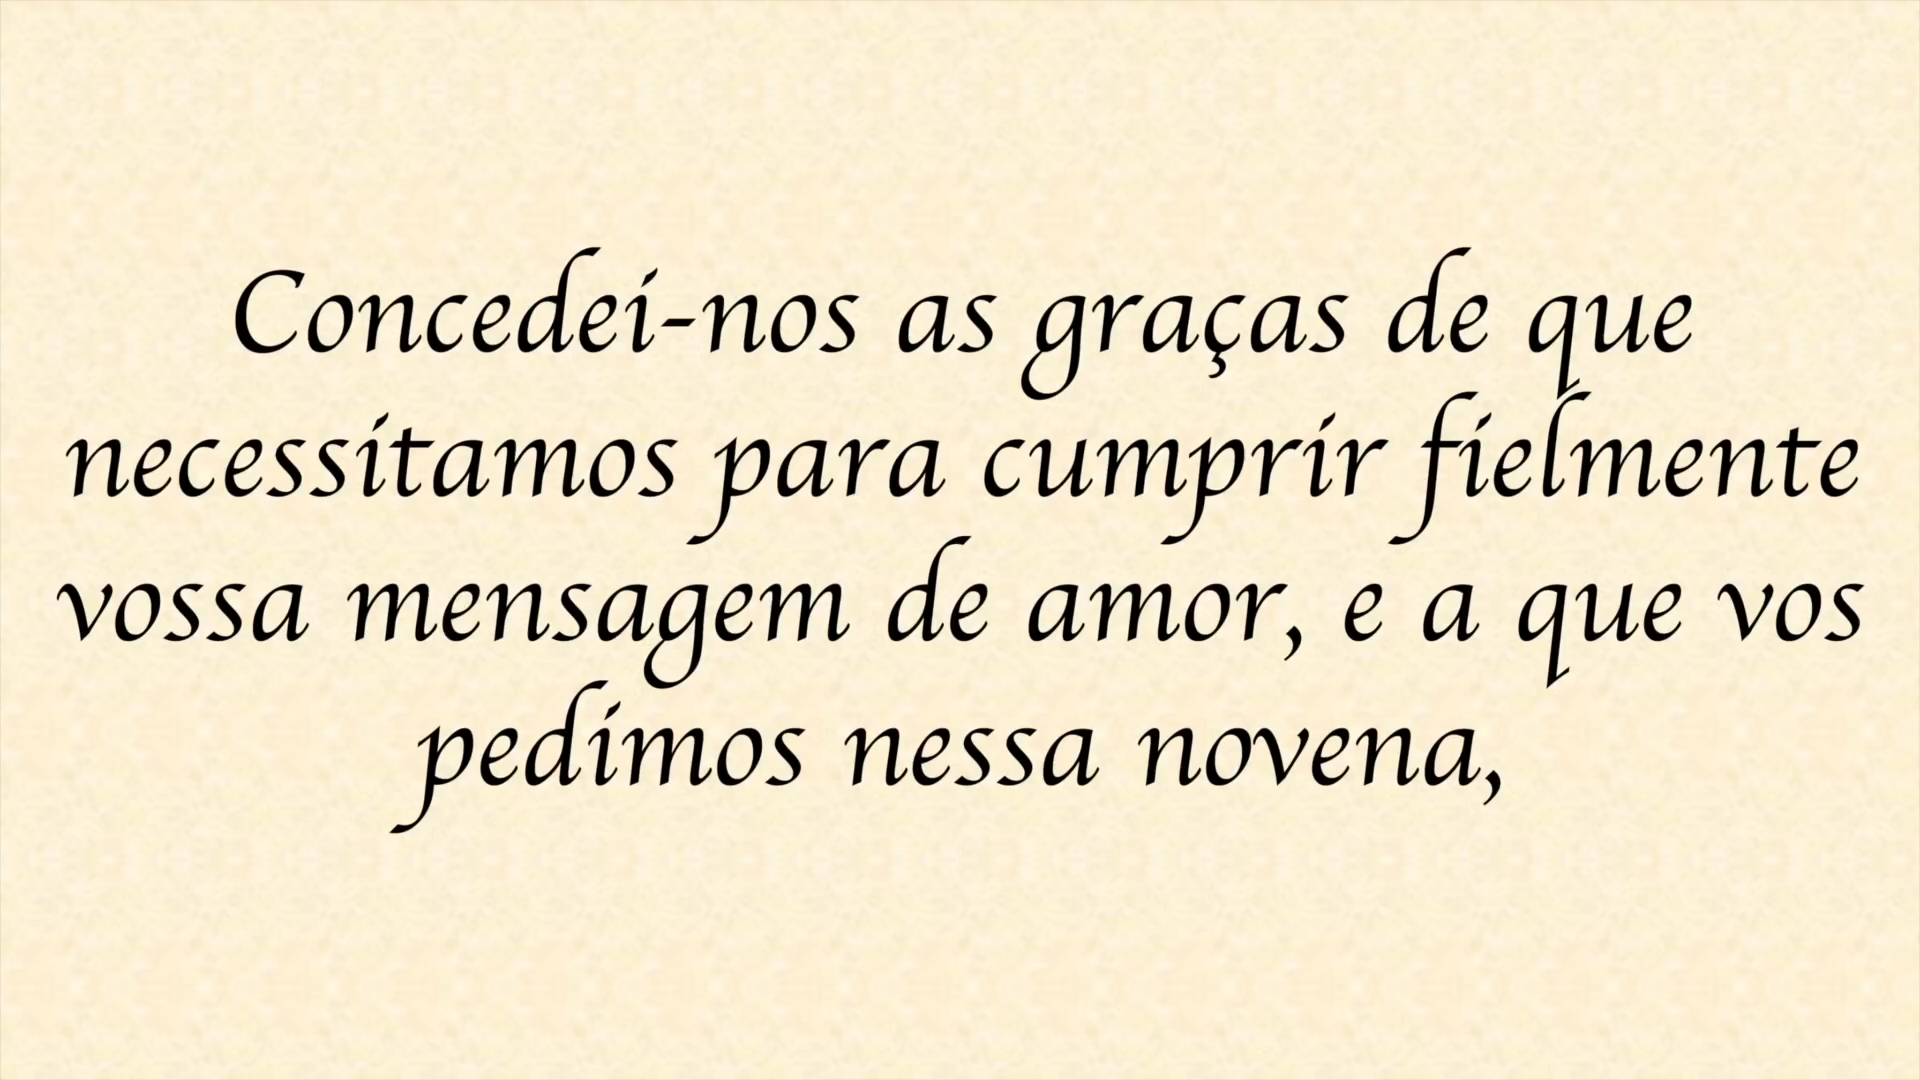 Concedei-nos as graças de que
necessitamos para cumprir fielmente
vossa mensagem de amor, e a que vos
pedimos nessa novena,